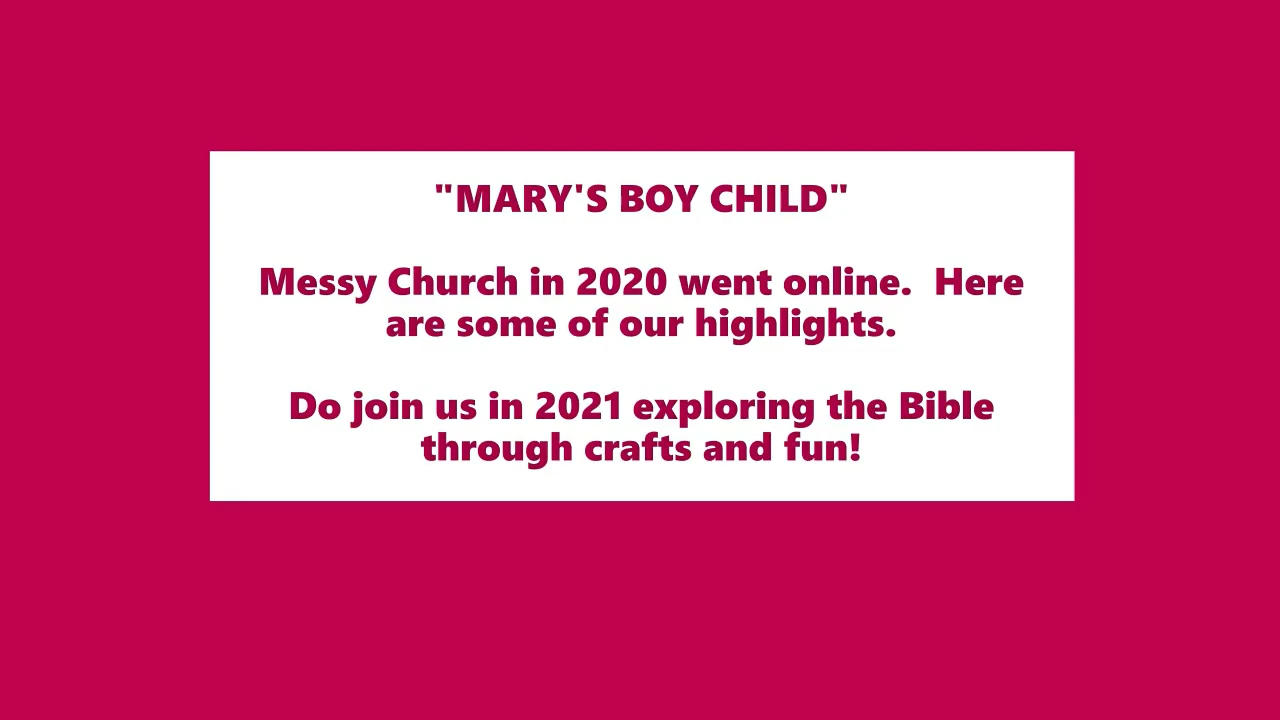 "MARY'S BOY CHILD"
Messy Church in 2020 went online.  Here
are some of our highlights.
Do join us in 2021 exploring the Bible
through crafts and fun!